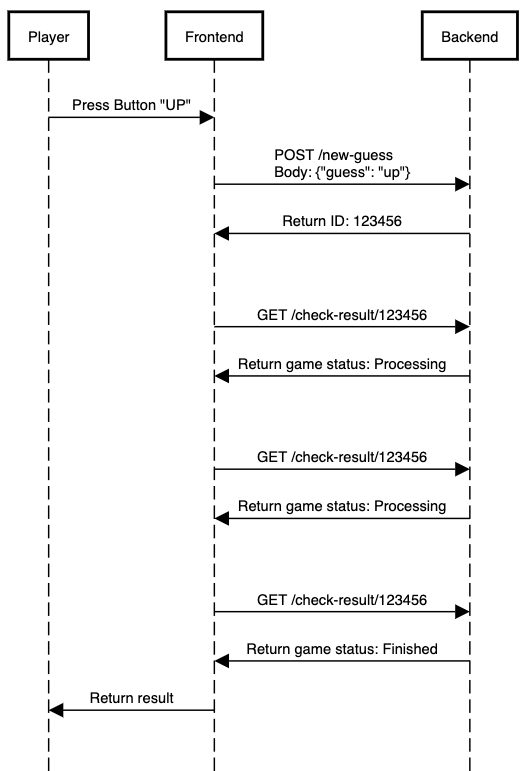 Player
Frontend
Backend
Press Button "UP"
POST /new-guess
Body: {"guess": "up"}
Return ID: 123456
GET /check-result/123456
Return game status: Processing
GET /check-result/123456
Return game status: Processing
GET /check-result/123456
Return game status: Finished
Return result